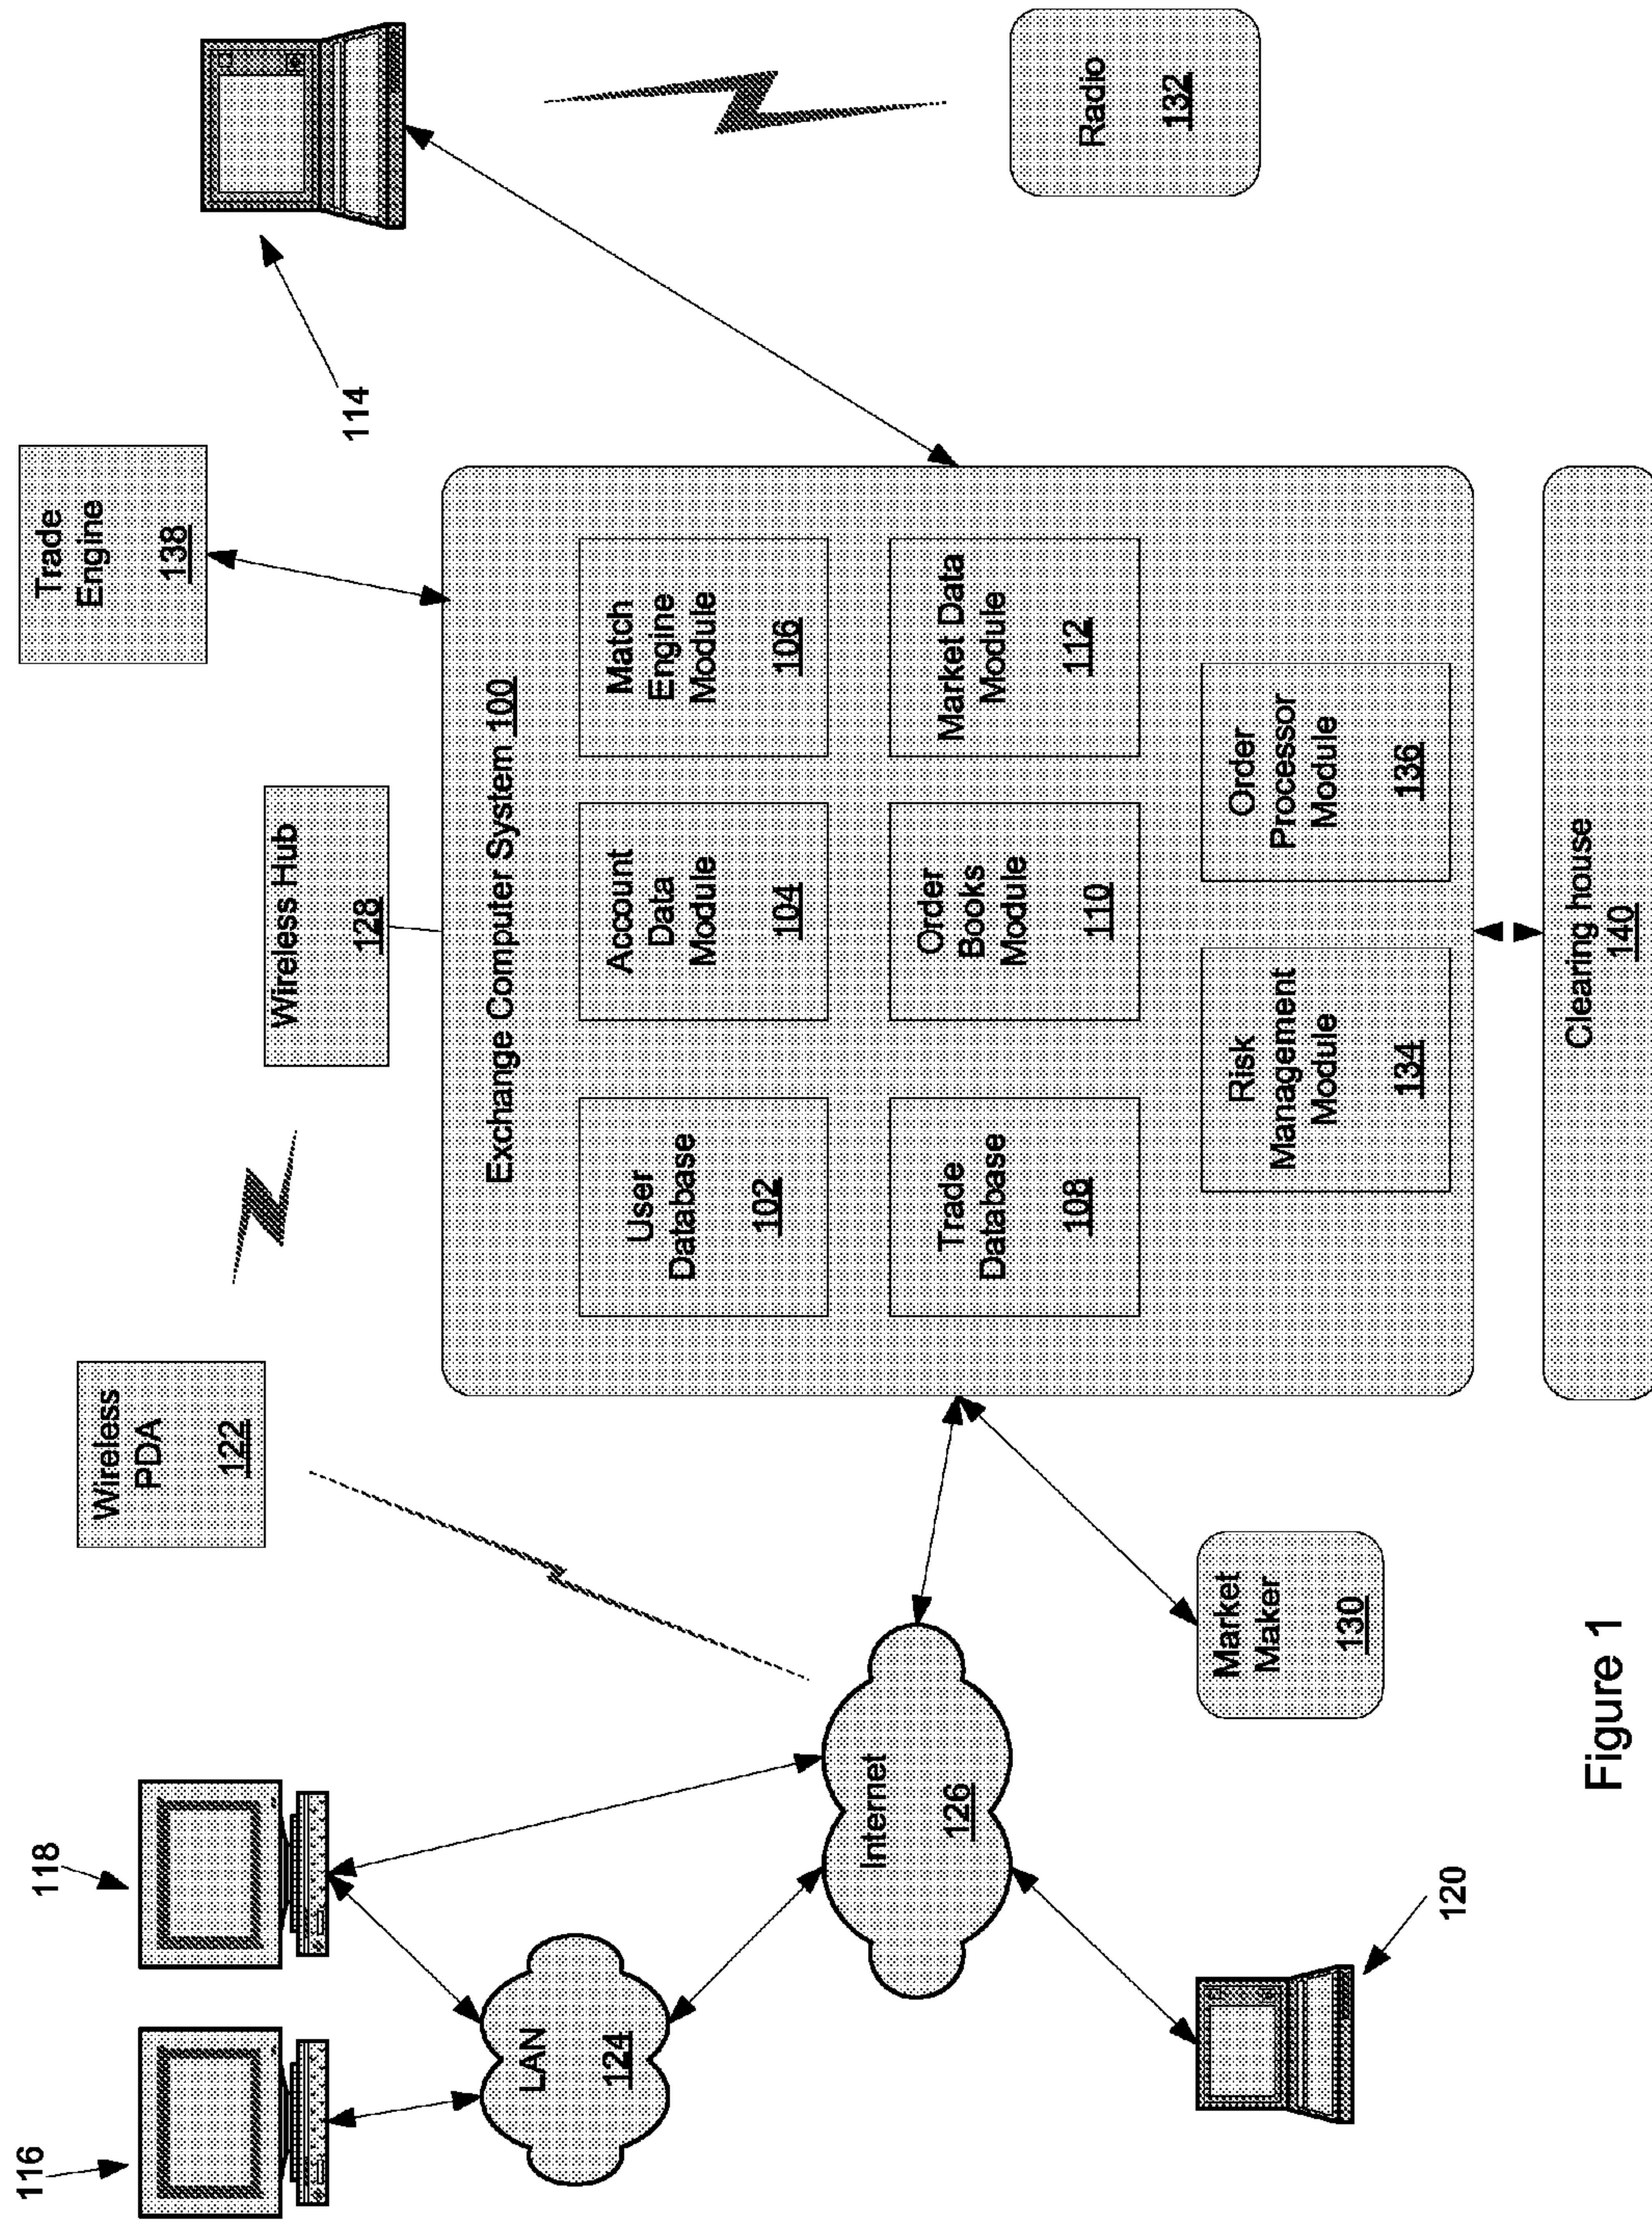 116
118
LAN
124
Internet
126
120
Wireless
PDA
122
Market
Maker
130
Wireless Hub
128
Trade
Engine
138
114
Radio
132
Exchange Computer System 100
User
Database
102
Account
Data
Module
104
Match
Engine
Module
106
Trade
Database
108
Order
Books
Module
110
Market Data
Module
112
Risk
Management
Module
134
Order
Processor
Module
136
Clearing house
140
Figure 1